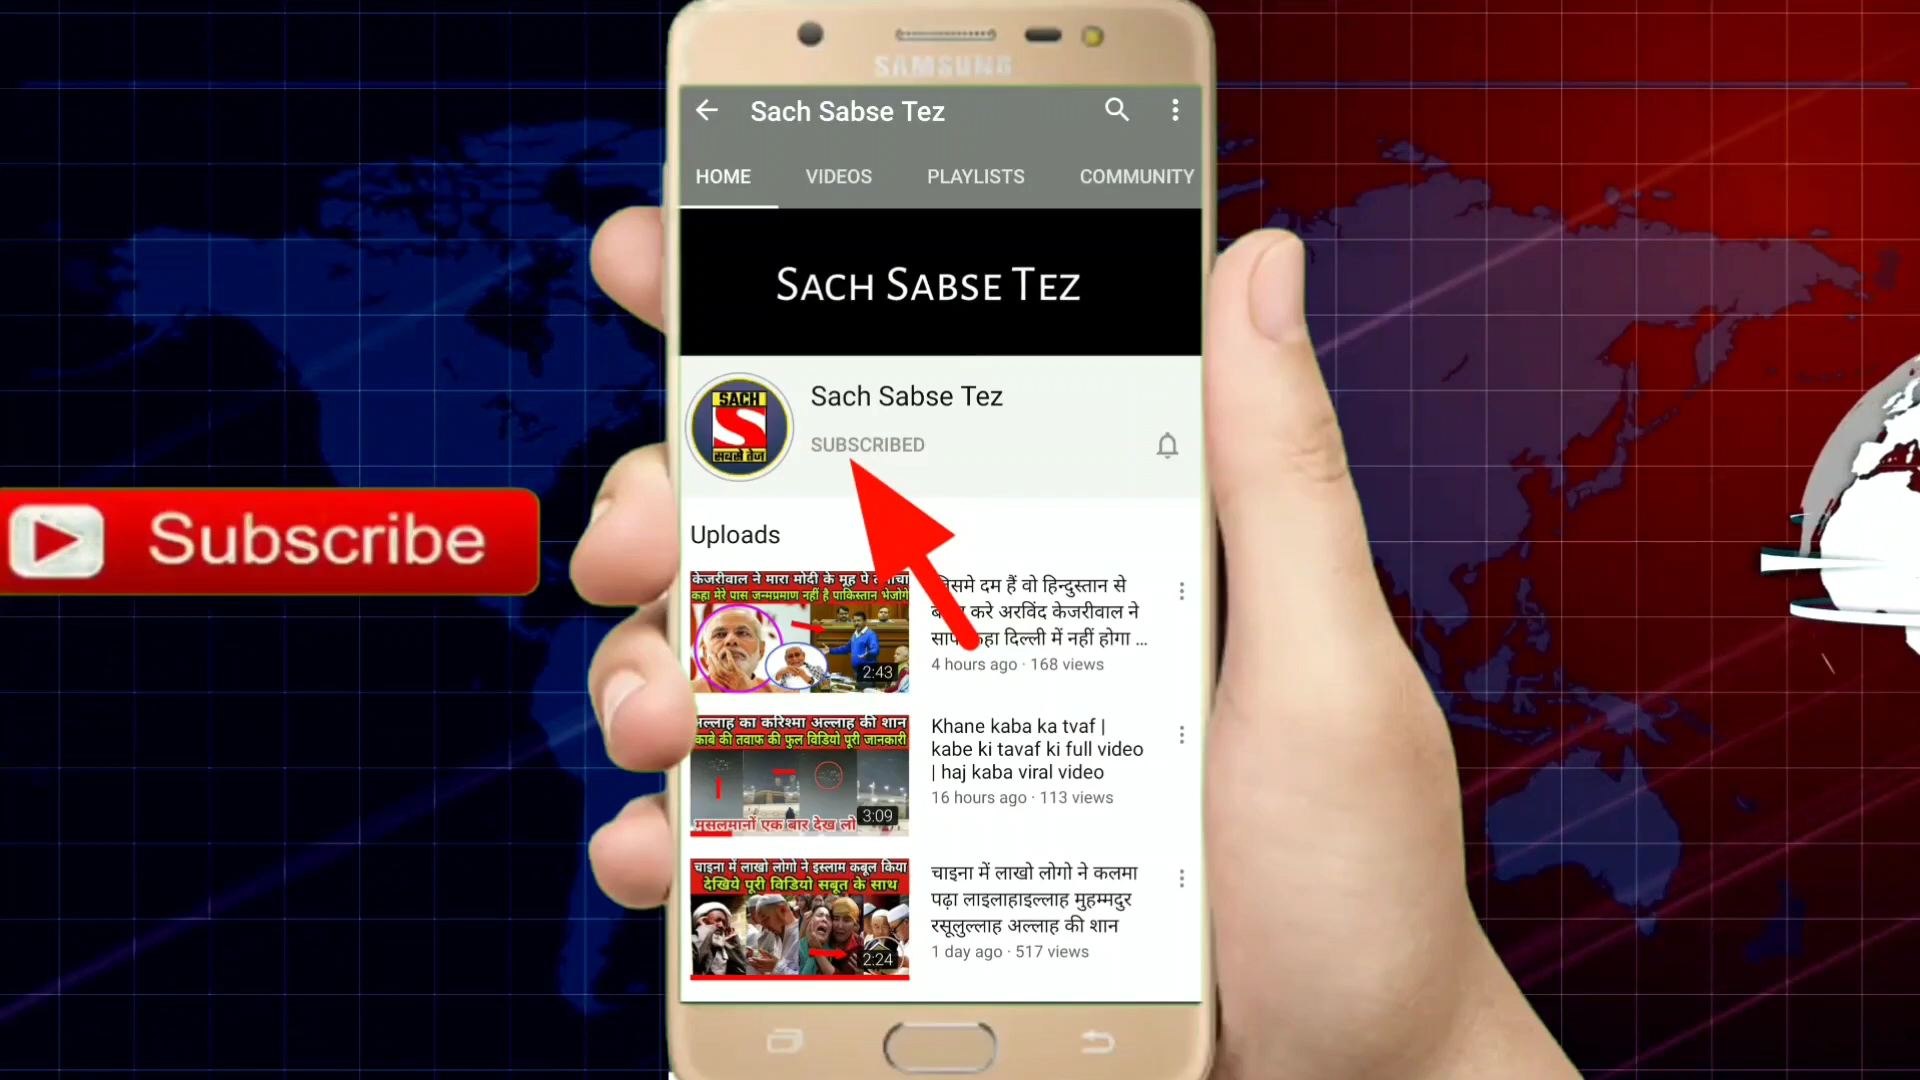 SAMSUNG
Sach Sabse Tez
HOME VIDEOS PLAYLISTS COMMUNITY
SACH SABSE TEZ
SACH
सबसे तेज
Sach Sabse Tez
SUBSCRIBED
Subscribe
Uploads
केजरीवाल ने मारा मोदी के मूह पे
कहा मेरे पास जन्मप्रमाण नहीं है पाकिस्तान भेजोगे
2:43
दम हैं वो हिन्दुस्तान से
करे अरविंद केजरीवाल ने
दिल्ली में नहीं होगा ...
4 hours ago · 168 views
अल्लाह का करिश्मा अल्लाह की शान
काबे की तवाफ की फुल विडियो पूरी जानकारी
मुसलमानों एक बार देख लो
3:09
Khane kaba ka tvaf |
kabe ki tavaf ki full video
| haj kaba viral video
16 hours ago · 113 views
चाइना में लाखो लोगो ने इस्लाम कबूल किया
देखिये पूरी विडियो सबूत के साथ
2:24
चाइना में लाखो लोगो ने कलमा
पढ़ा लाइलाहाइल्लाह मुहम्मदुर
रसूलुल्लाह अल्लाह की शान
1 day ago · 517 views